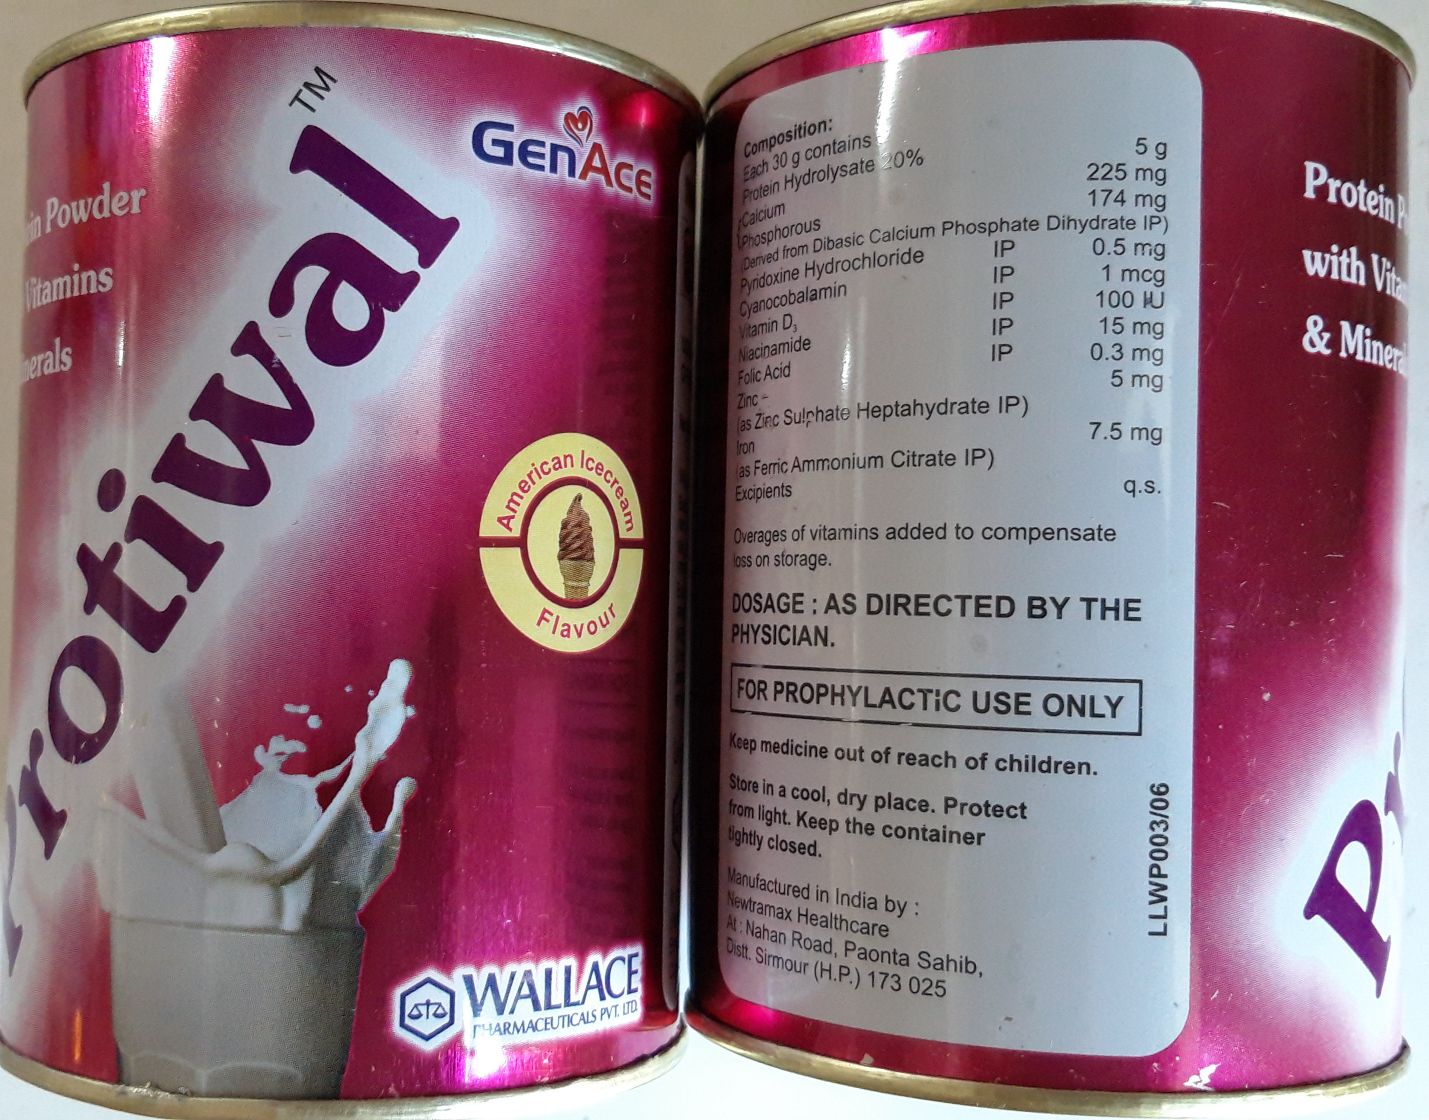 GenAce
Protiwal™
in Powder
Vitamins
nerals
American Icecream
Flavour
WALLACE
PHARMACEUTICALS PVT. LTD.
Composition:
Each 30 g contains
Protein Hydrolysate 20% 5 g
Calcium 225 mg
Phosphorous 174 mg
(Derived from Dibasic Calcium Phosphate Dihydrate IP)
Pyridoxine Hydrochloride IP 0.5 mg
Cyanocobalamin IP 1 mcg
Vitamin D3 IP 100 IU
Niacinamide IP 15 mg
Folic Acid IP 0.3 mg
Zinc - 5 mg
(as Zinc Sulphate Heptahydrate IP)
Iron 7.5 mg
(as Ferric Ammonium Citrate IP)
Excipients q.s.
Overages of vitamins added to compensate
loss on storage.
DOSAGE : AS DIRECTED BY THE
PHYSICIAN.
FOR PROPHYLACTIC USE ONLY
Keep medicine out of reach of children.
Store in a cool, dry place. Protect
from light. Keep the container
tightly closed.
Manufactured in India by :
Newtramax Healthcare
At : Nahan Road, Paonta Sahib,
Distt. Sirmour (H.P.) 173 025
LLWP003/06
Protein P
with Vita
& Minera
Pr